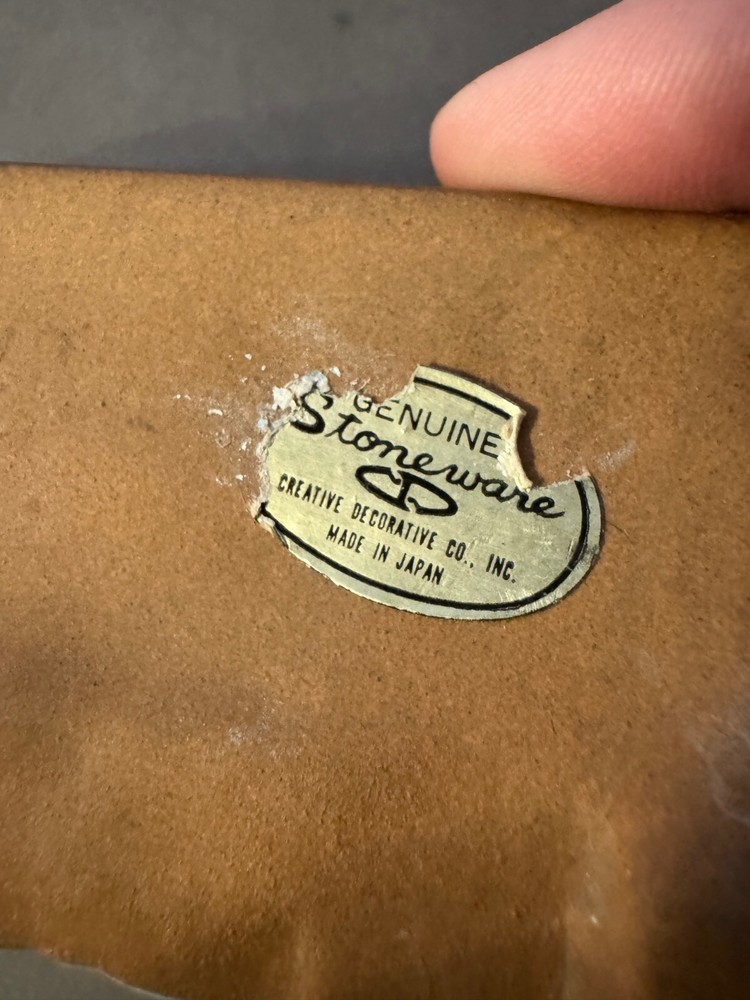 GENUINE
Stoneware
CD
CREATIVE DECORATIVE CO., INC.
MADE IN JAPAN